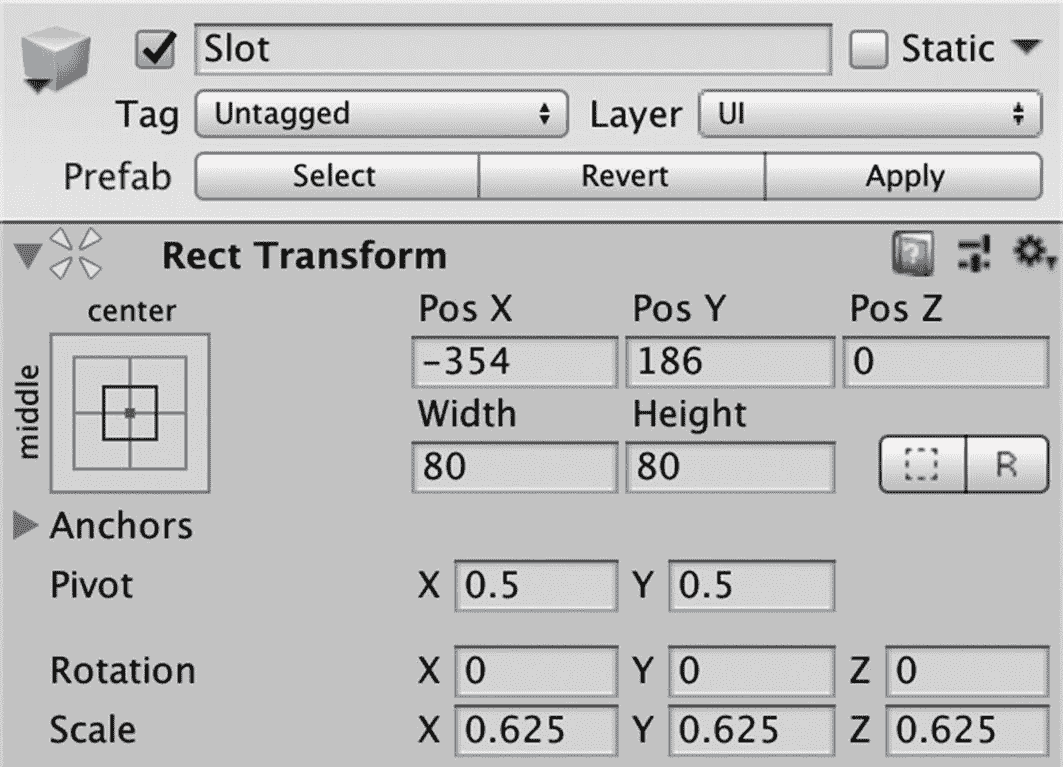 Slot Static
Tag Untagged Layer UI
Prefab Select Revert Apply
Rect Transform
center Pos X Pos Y Pos Z
middle -354 186 0
Width Height
80 80 R
Anchors
Pivot X 0.5 Y 0.5
Rotation X 0 Y 0 Z 0
Scale X 0.625 Y 0.625 Z 0.625